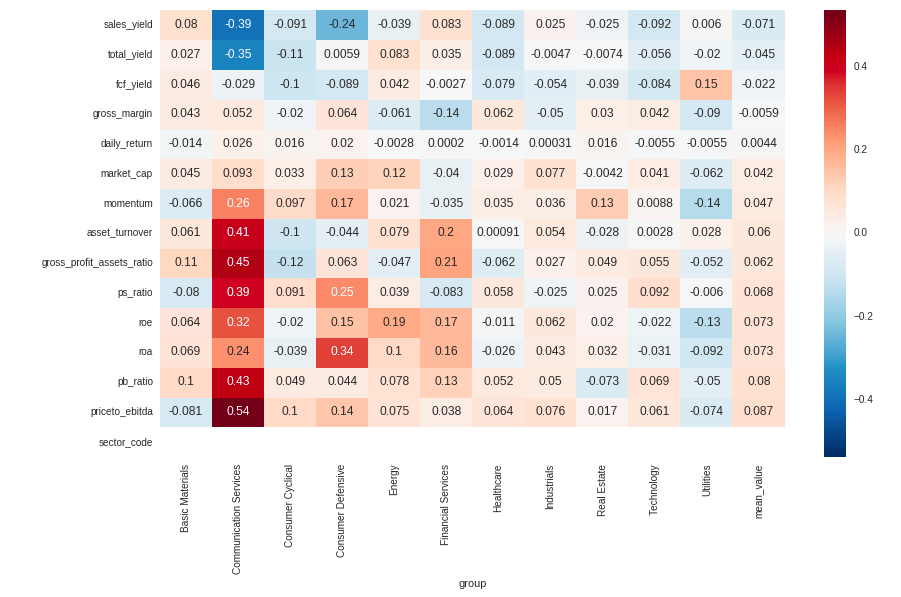 sales_yield 0.08 -0.39 -0.091 -0.24 -0.039 0.083 -0.089 0.025 -0.025 -0.092 0.006 -0.071
total_yield 0.027 -0.35 -0.11 0.0059 0.083 0.035 -0.089 -0.0047 -0.0074 -0.056 -0.02 -0.045
fcf_yield 0.046 -0.029 -0.1 -0.089 0.042 -0.0027 -0.079 -0.054 -0.039 -0.084 0.15 -0.022
gross_margin 0.043 0.052 -0.02 0.064 -0.061 -0.14 0.062 -0.05 0.03 0.042 -0.09 -0.0059
daily_return -0.014 0.026 0.016 0.02 -0.0028 0.0002 -0.0014 0.00031 0.016 -0.0055 -0.0055 0.0044
market_cap 0.045 0.093 0.033 0.13 0.12 -0.04 0.029 0.077 -0.0042 0.041 -0.062 0.042
momentum -0.066 0.26 0.097 0.17 0.021 -0.035 0.035 0.036 0.13 0.0088 -0.14 0.047
asset_turnover 0.061 0.41 -0.1 -0.044 0.079 0.2 0.00091 0.054 -0.028 0.0028 0.028 0.06
gross_profit_assets_ratio 0.11 0.45 -0.12 0.063 -0.047 0.21 -0.062 0.027 0.049 0.055 -0.052 0.062
ps_ratio -0.08 0.39 0.091 0.25 0.039 -0.083 0.058 -0.025 0.025 0.092 -0.006 0.068
roe 0.064 0.32 -0.02 0.15 0.19 0.17 -0.011 0.062 0.02 -0.022 -0.13 0.073
roa 0.069 0.24 -0.039 0.34 0.1 0.16 -0.026 0.043 0.032 -0.031 -0.092 0.073
pb_ratio 0.1 0.43 0.049 0.044 0.078 0.13 0.052 0.05 -0.073 0.069 -0.05 0.08
priceto_ebitda -0.081 0.54 0.1 0.14 0.075 0.038 0.064 0.076 0.017 0.061 -0.074 0.087
sector_code
Basic Materials
Communication Services
Consumer Cyclical
Consumer Defensive
Energy
Financial Services
Healthcare
Industrials
Real Estate
Technology
Utilities
mean_value
group
0.4
0.2
0.0
−0.2
−0.4